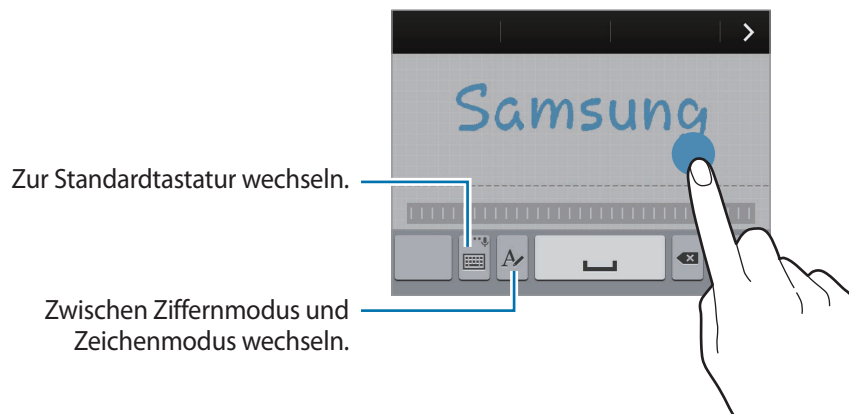 Samsung
Zur Standardtastatur wechseln.
Zwischen Ziffernmodus und
Zeichenmodus wechseln.